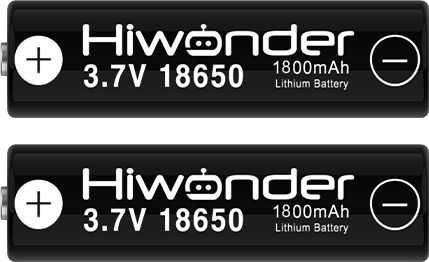 Hiwonder
3.7V 18650
1800mAh
Lithium Battery
Hiwonder
3.7V 18650
1800mAh
Lithium Battery